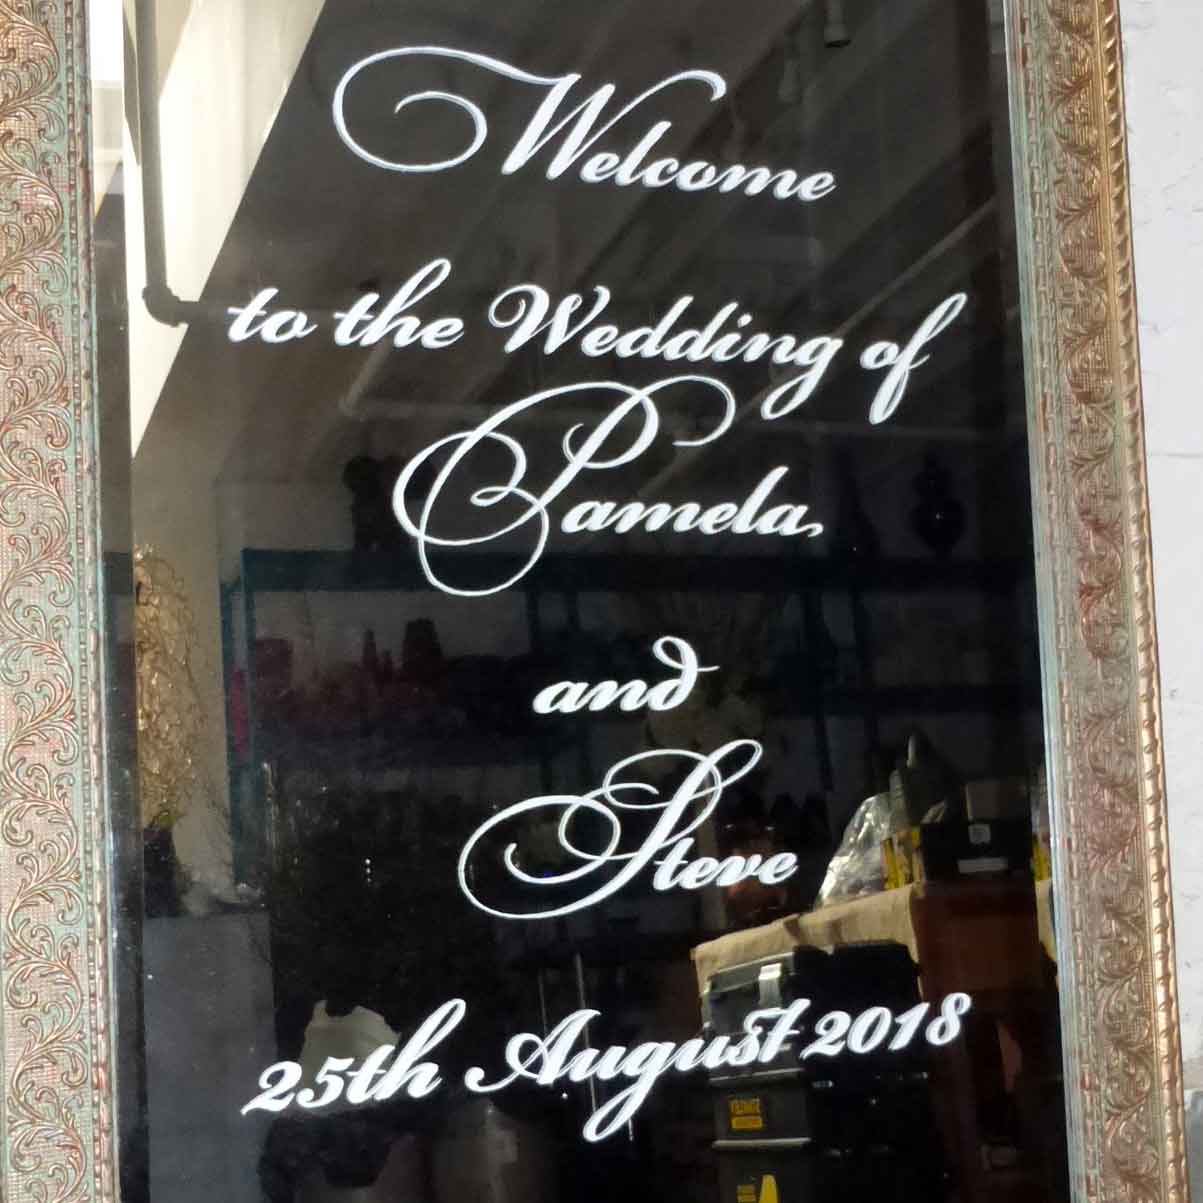 Welcome
to the Wedding of
Pamela,
and
Steve
25th August 2018